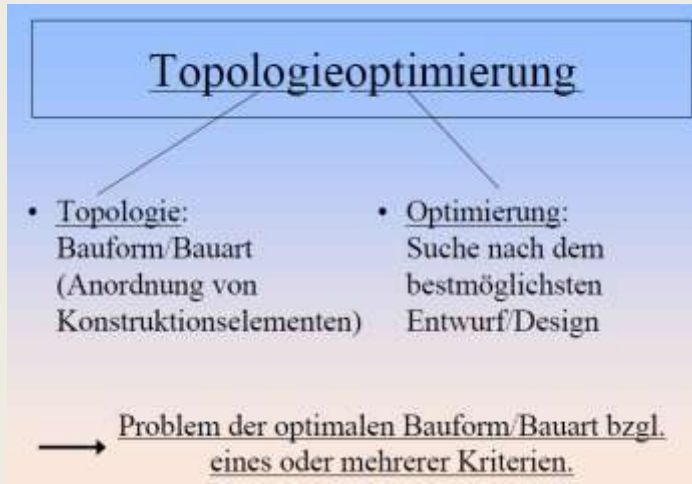 Topologieoptimierung
• Topologie:
Bauform/Bauart
(Anordnung von
Konstruktionselementen)
• Optimierung:
Suche nach dem
bestmöglichsten
Entwurf/Design
Problem der optimalen Bauform/Bauart bzgl.
eines oder mehrerer Kriterien.